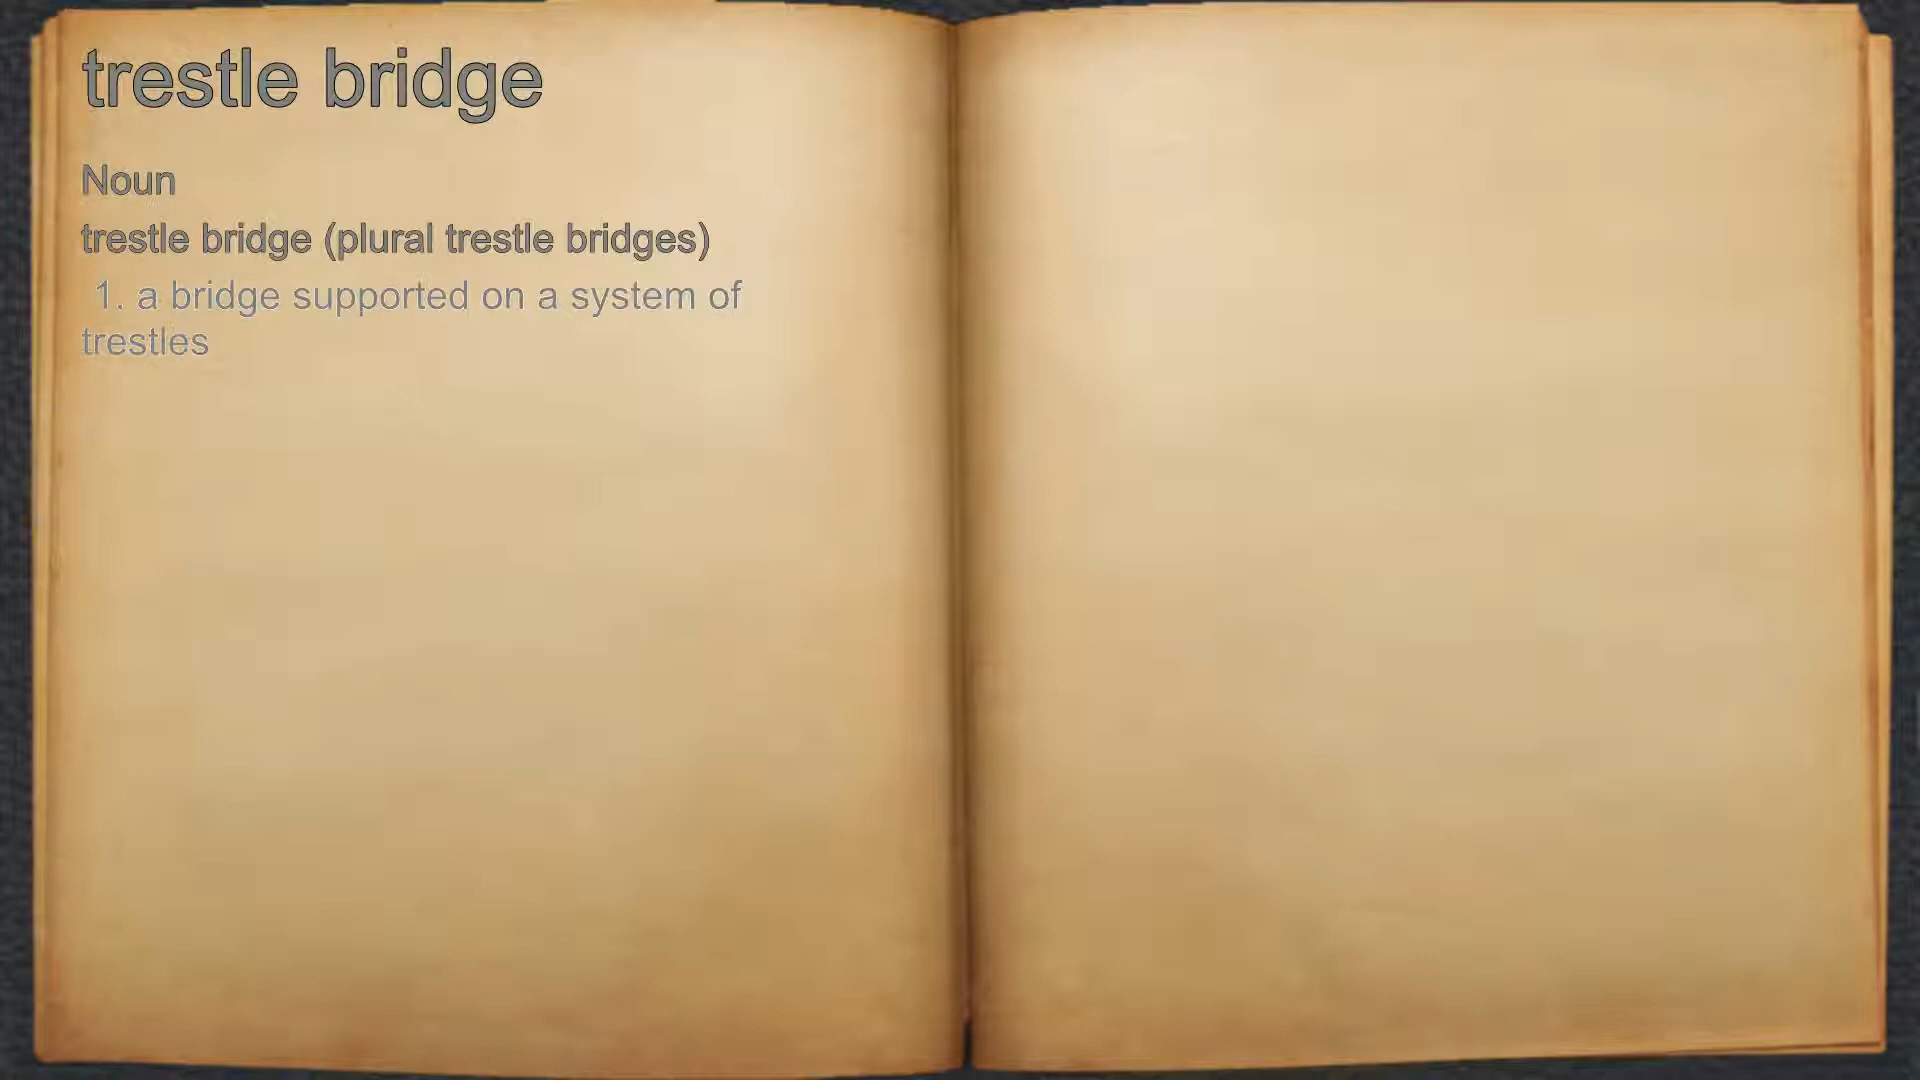 trestle bridge
Noun
trestle bridge (plural trestle bridges)
1. a bridge supported on a system of
trestles